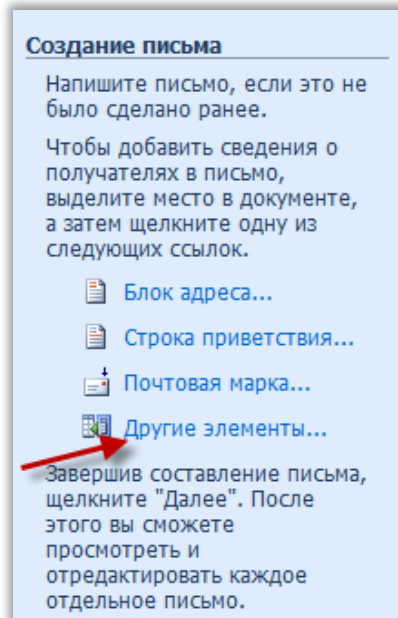 Создание письма
Напишите письмо, если это не
было сделано ранее.
Чтобы добавить сведения о
получателях в письмо,
выделите место в документе,
а затем щелкните одну из
следующих ссылок.
Блок адреса...
Строка приветствия...
Почтовая марка...
Другие элементы...
Завершив составление письма,
щелкните "Далее". После
этого вы сможете
просмотреть и
отредактировать каждое
отдельное письмо.